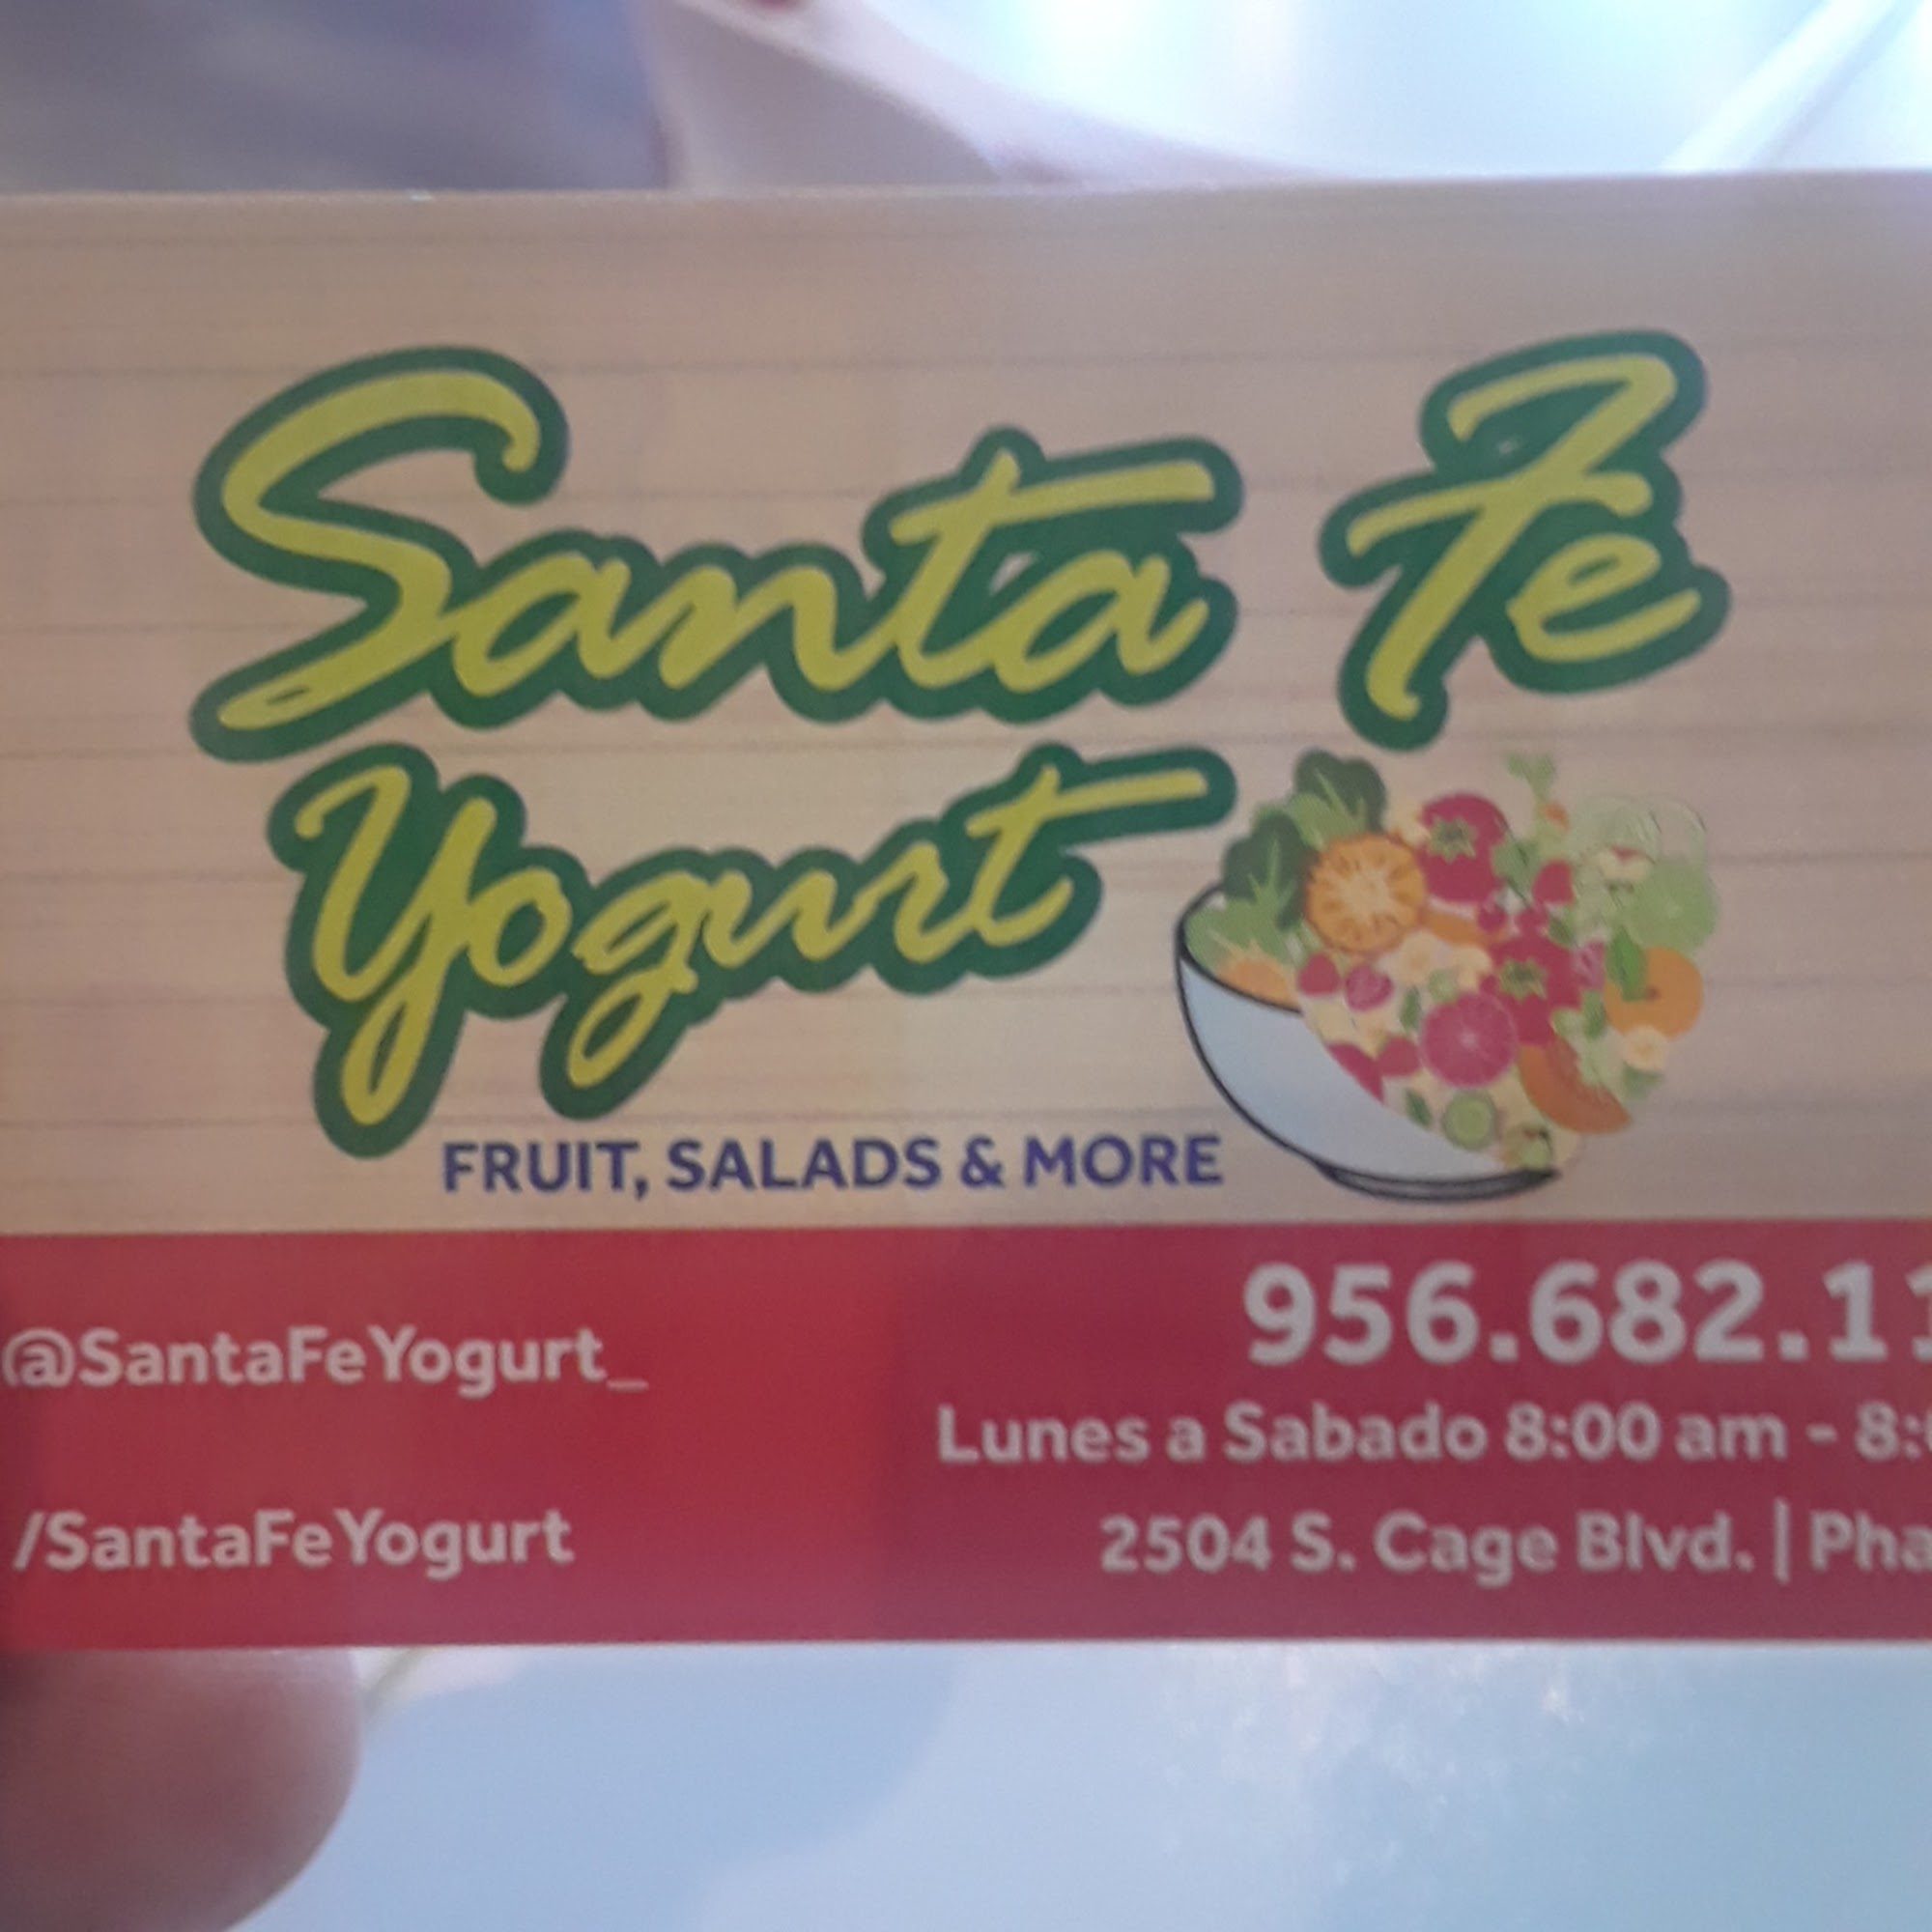 Santa Fe
Yogurt
FRUIT, SALADS & MORE
@SantaFeYogurt_
/SantaFeYogurt
956.682.11
Lunes a Sabado 8:00 am - 8:
2504 S. Cage Blvd. | Pha